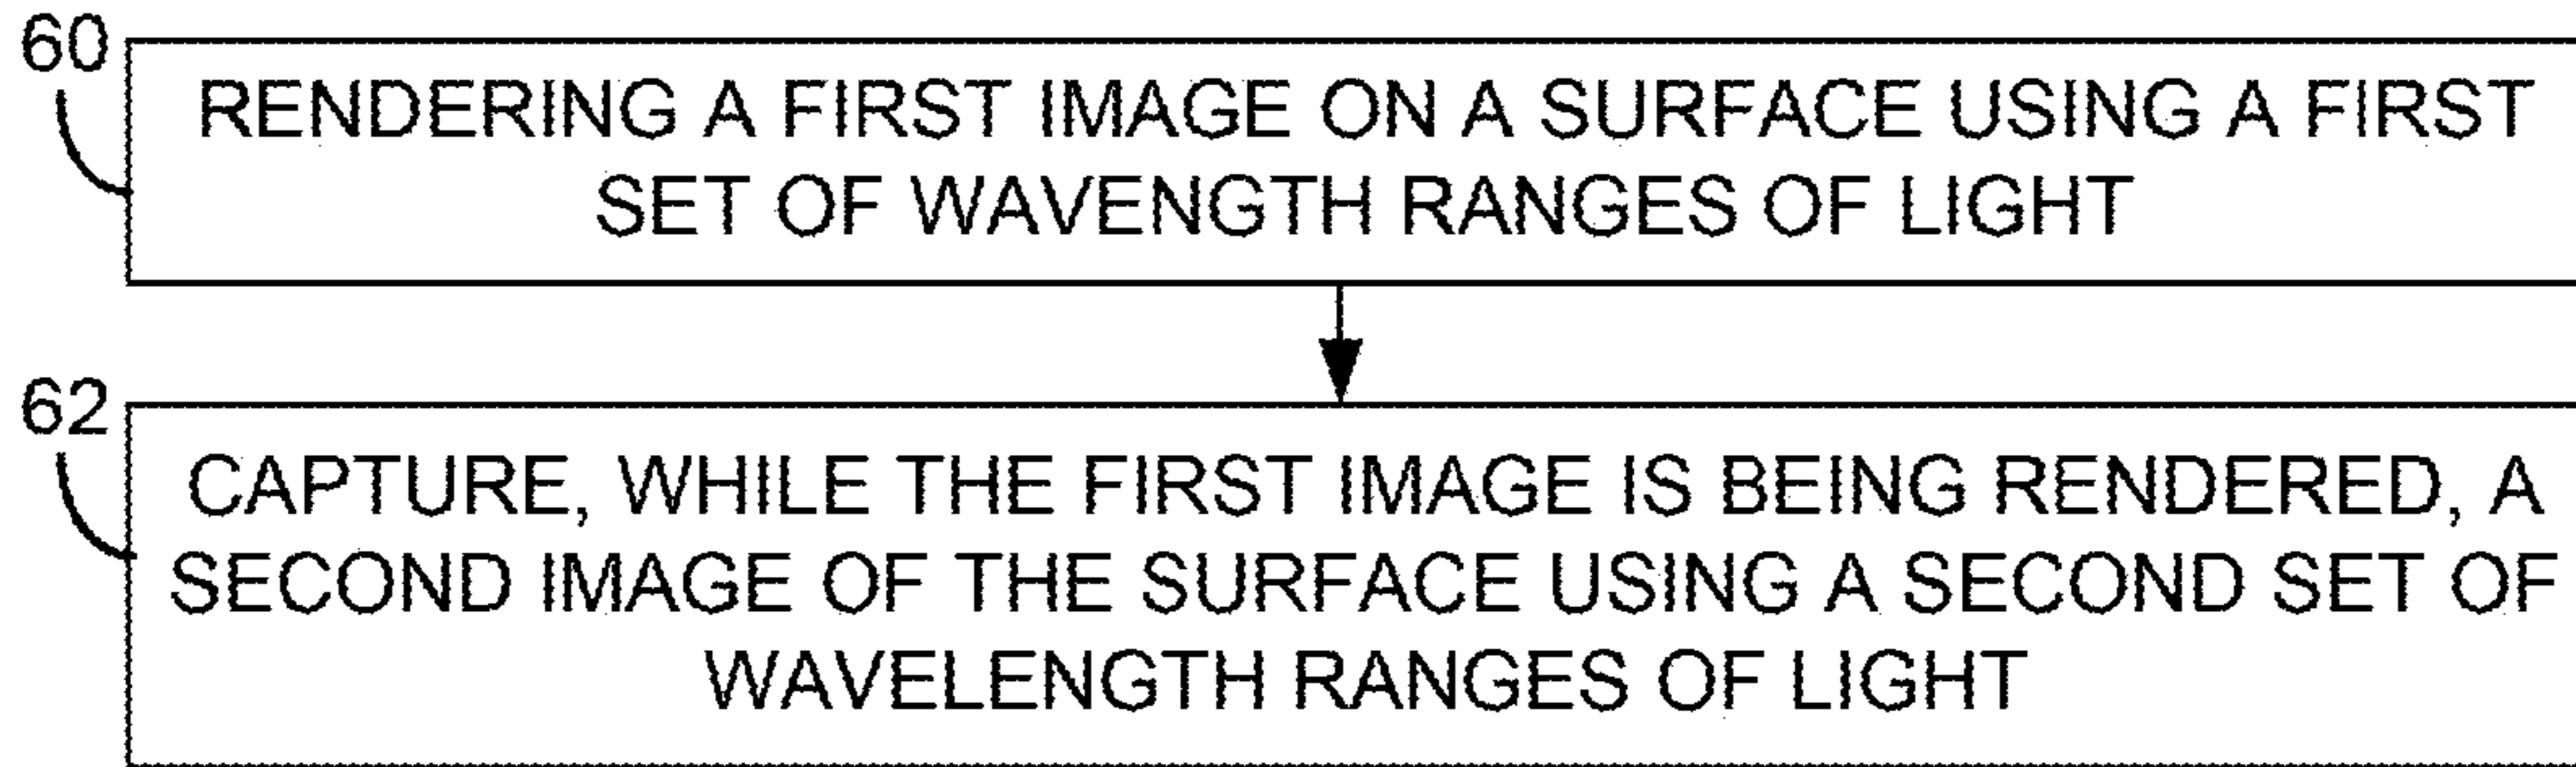 60
RENDERING A FIRST IMAGE ON A SURFACE USING A FIRST
SET OF WAVENGTH RANGES OF LIGHT
62
CAPTURE, WHILE THE FIRST IMAGE IS BEING RENDERED, A
SECOND IMAGE OF THE SURFACE USING A SECOND SET OF
WAVELENGTH RANGES OF LIGHT